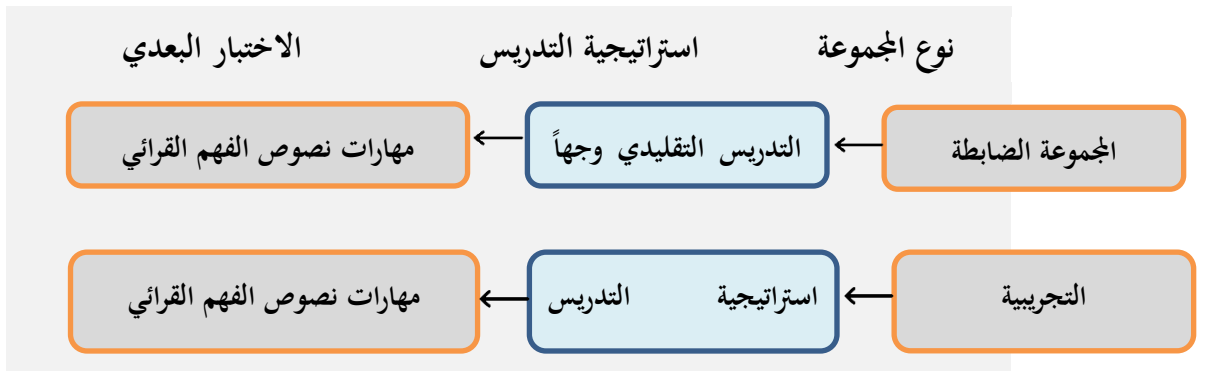 نوع المجموعة استراتيجية التدريس الاختبار البعدي
المجموعة الضابطة التدريس التقليدي وجهاً مهارات نصوص الفهم القرائي
التجريبية استراتيجية التدريس مهارات نصوص الفهم القرائي